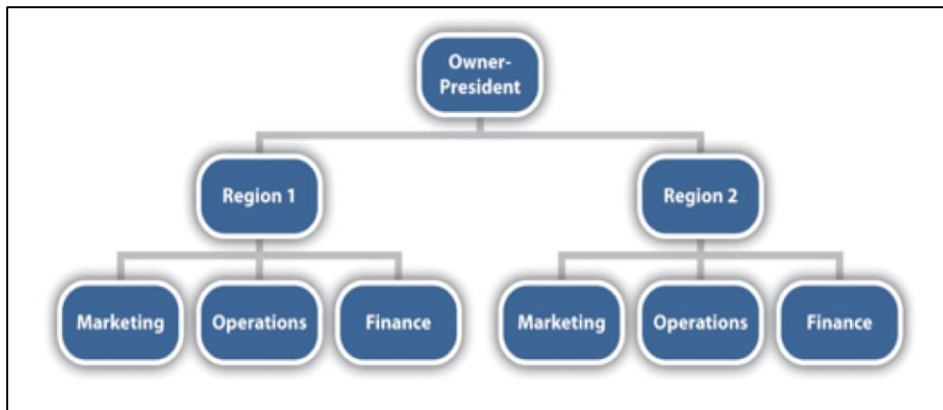 Owner-
President
Region 1
Region 2
Marketing
Operations
Finance
Marketing
Operations
Finance